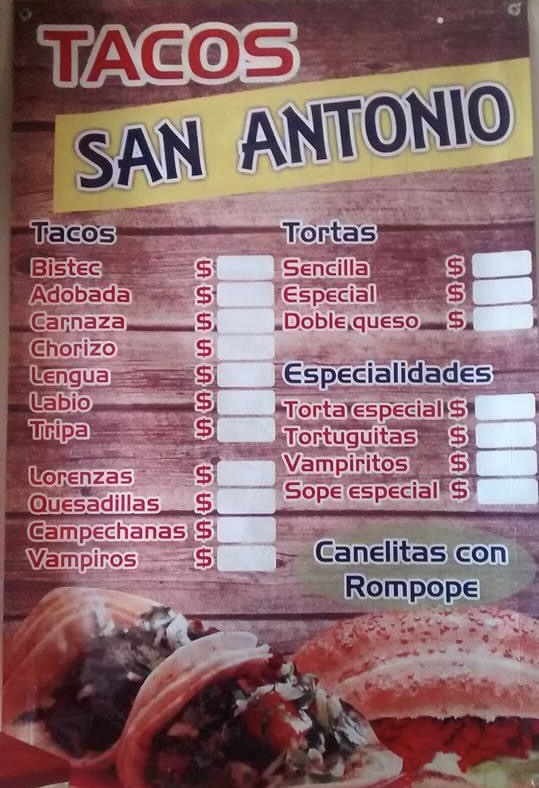 TACOS
SAN ANTONIO
Tacos
Bistec $
Adobada $
Carnaza $
Chorizo $
Lengua $
Labio $
Tripa $
Lorenzas $
Quesadillas $
Campechanas $
Vampiros $
Tortas
Sencilla $
Especial $
Doble queso $
Especialidades
Torta especial $
Tortuguitas $
Vampiritos $
Sope especial $
Canelitas con
Rompope